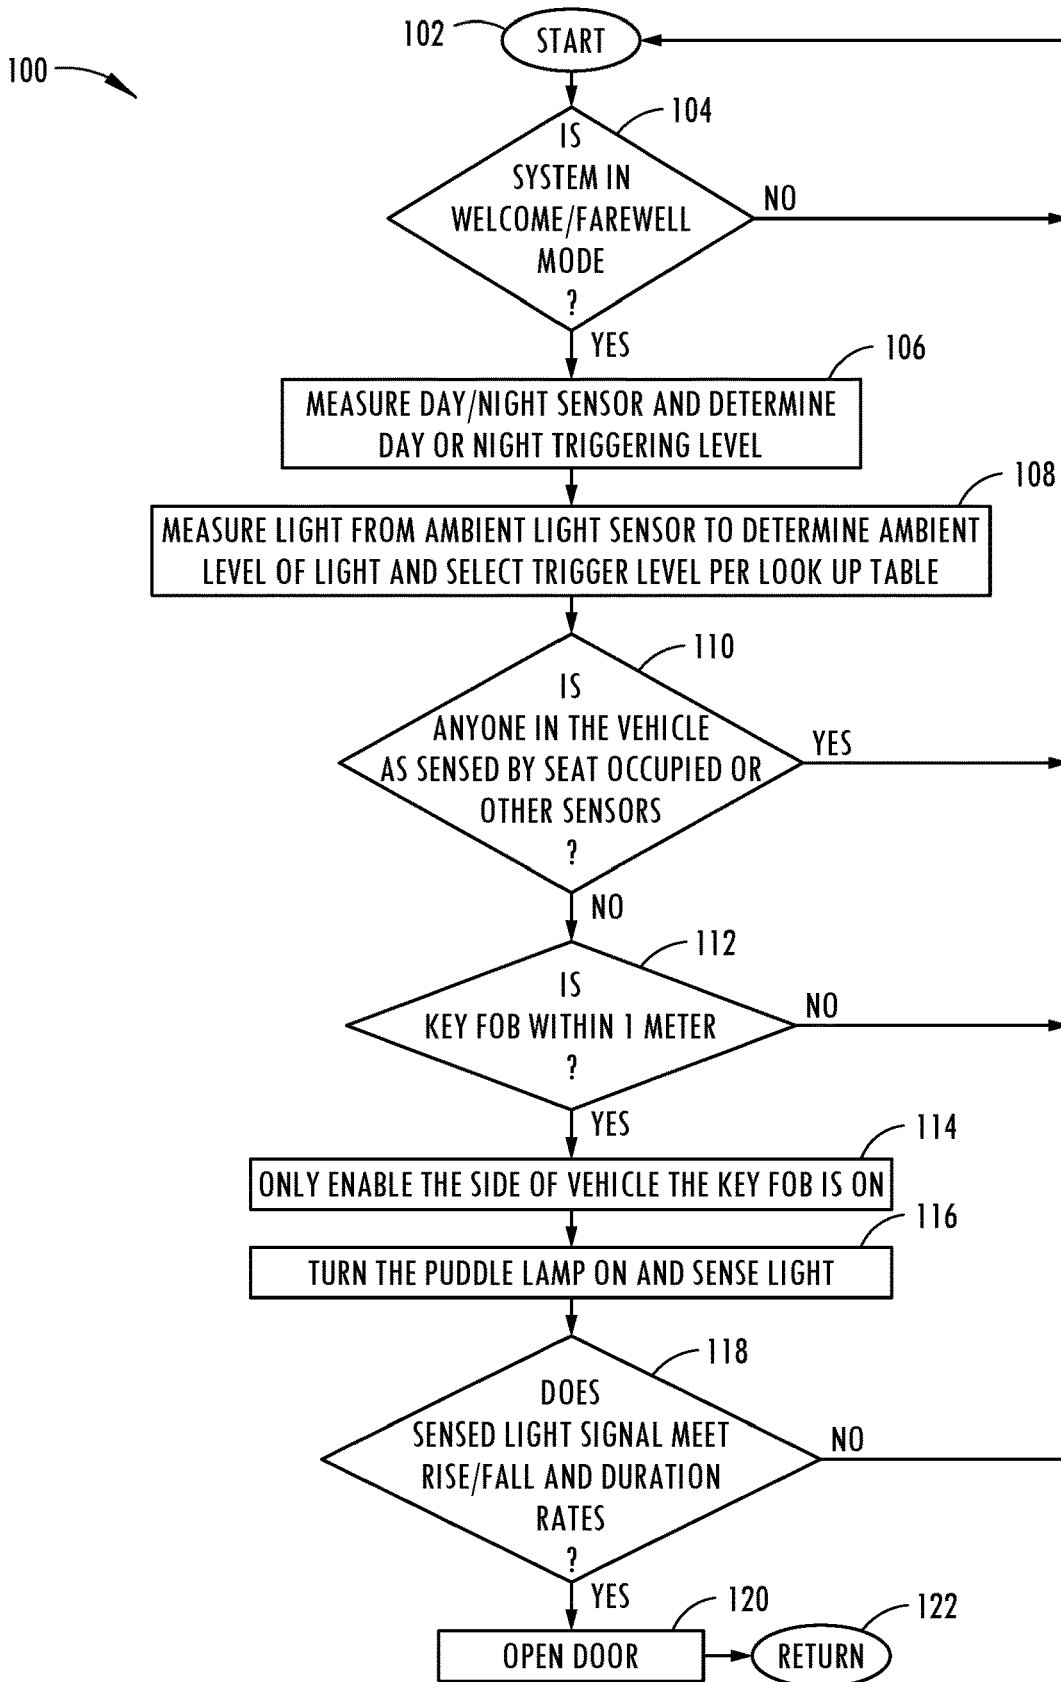 102
START
100
104
IS
SYSTEM IN
WELCOME/FAREWELL
MODE
?
NO
YES
106
MEASURE DAY/NIGHT SENSOR AND DETERMINE
DAY OR NIGHT TRIGGERING LEVEL
108
MEASURE LIGHT FROM AMBIENT LIGHT SENSOR TO DETERMINE AMBIENT
LEVEL OF LIGHT AND SELECT TRIGGER LEVEL PER LOOK UP TABLE
110
IS
ANYONE IN THE VEHICLE
AS SENSED BY SEAT OCCUPIED OR
OTHER SENSORS
?
YES
NO
112
IS
KEY FOB WITHIN 1 METER
?
NO
YES
114
ONLY ENABLE THE SIDE OF VEHICLE THE KEY FOB IS ON
116
TURN THE PUDDLE LAMP ON AND SENSE LIGHT
118
DOES
SENSED LIGHT SIGNAL MEET
RISE/FALL AND DURATION
RATES
?
NO
YES
120
OPEN DOOR
122
RETURN